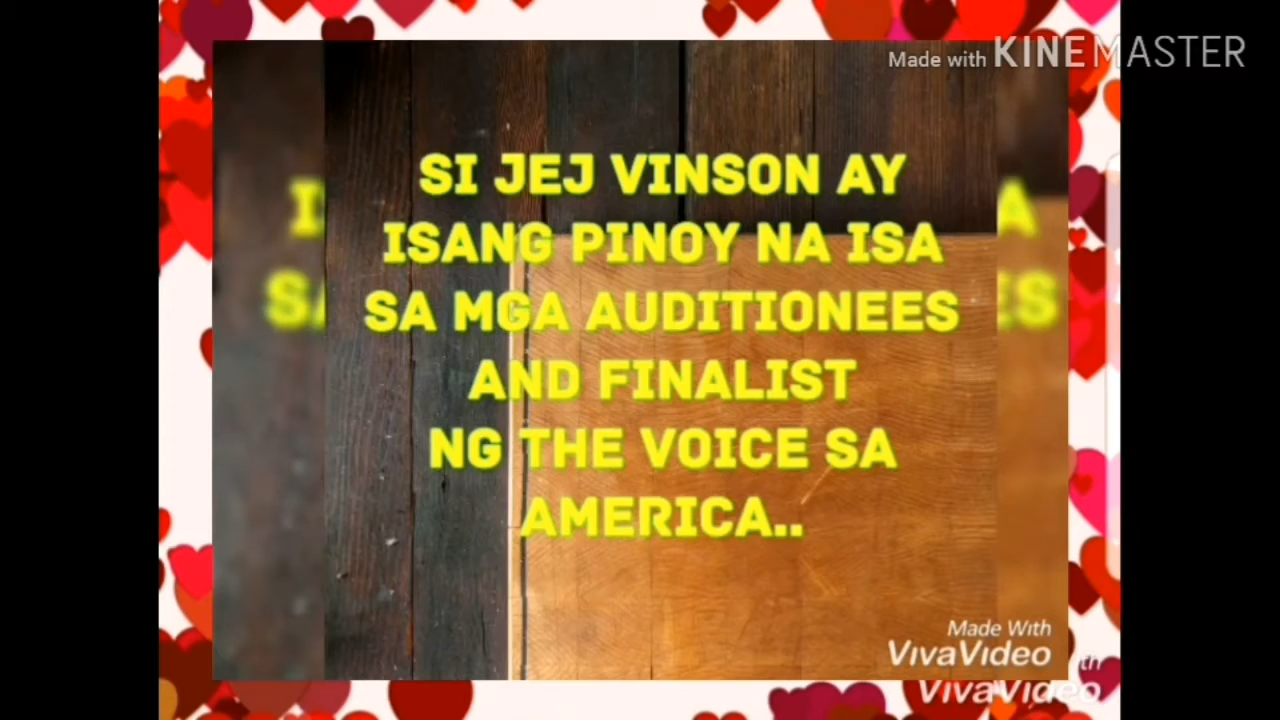 Made with KINEMASTER
SI JEJ VINSON AY
ISANG PINOY NA ISA
SA MGA AUDITIONEES
AND FINALIST
NG THE VOICE SA
AMERICA..
Made With
VivaVideo
VivaVideo